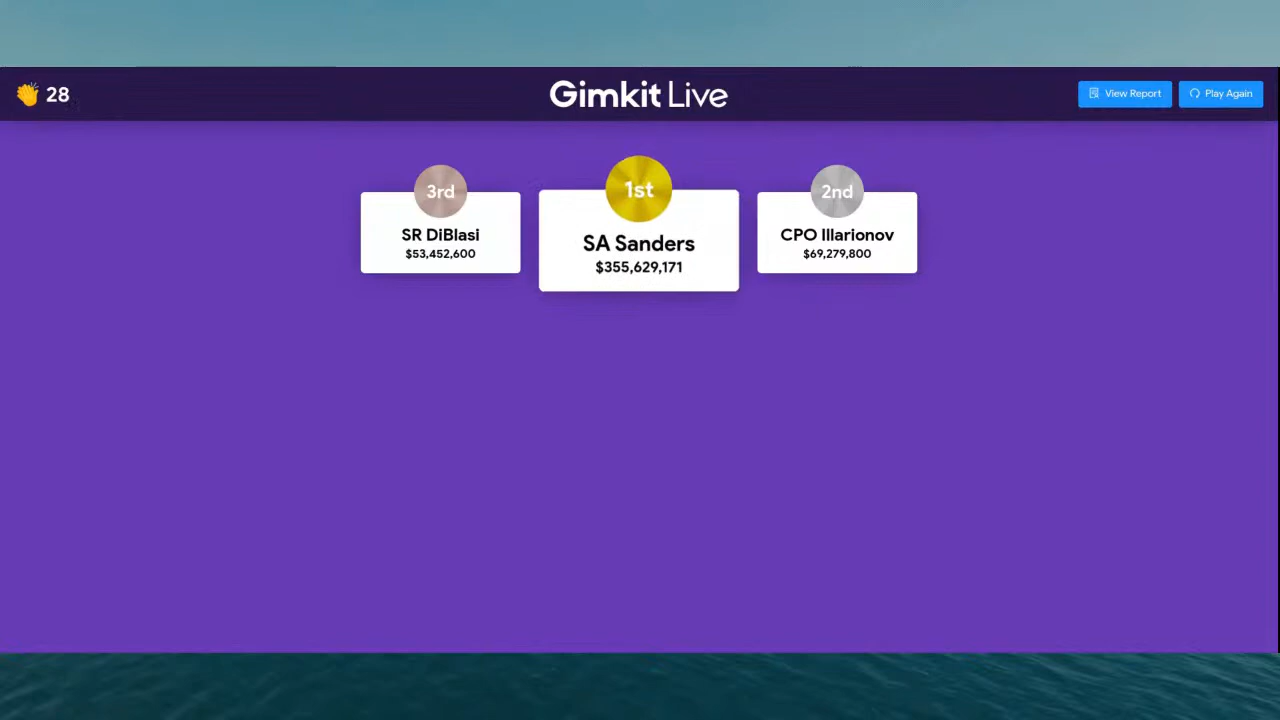 👏 28
Gimkit Live
View Report
Play Again
3rd
SR DiBlasi
$53,452,600
1st
SA Sanders
$355,629,171
2nd
CPO Illarionov
$69,279,800